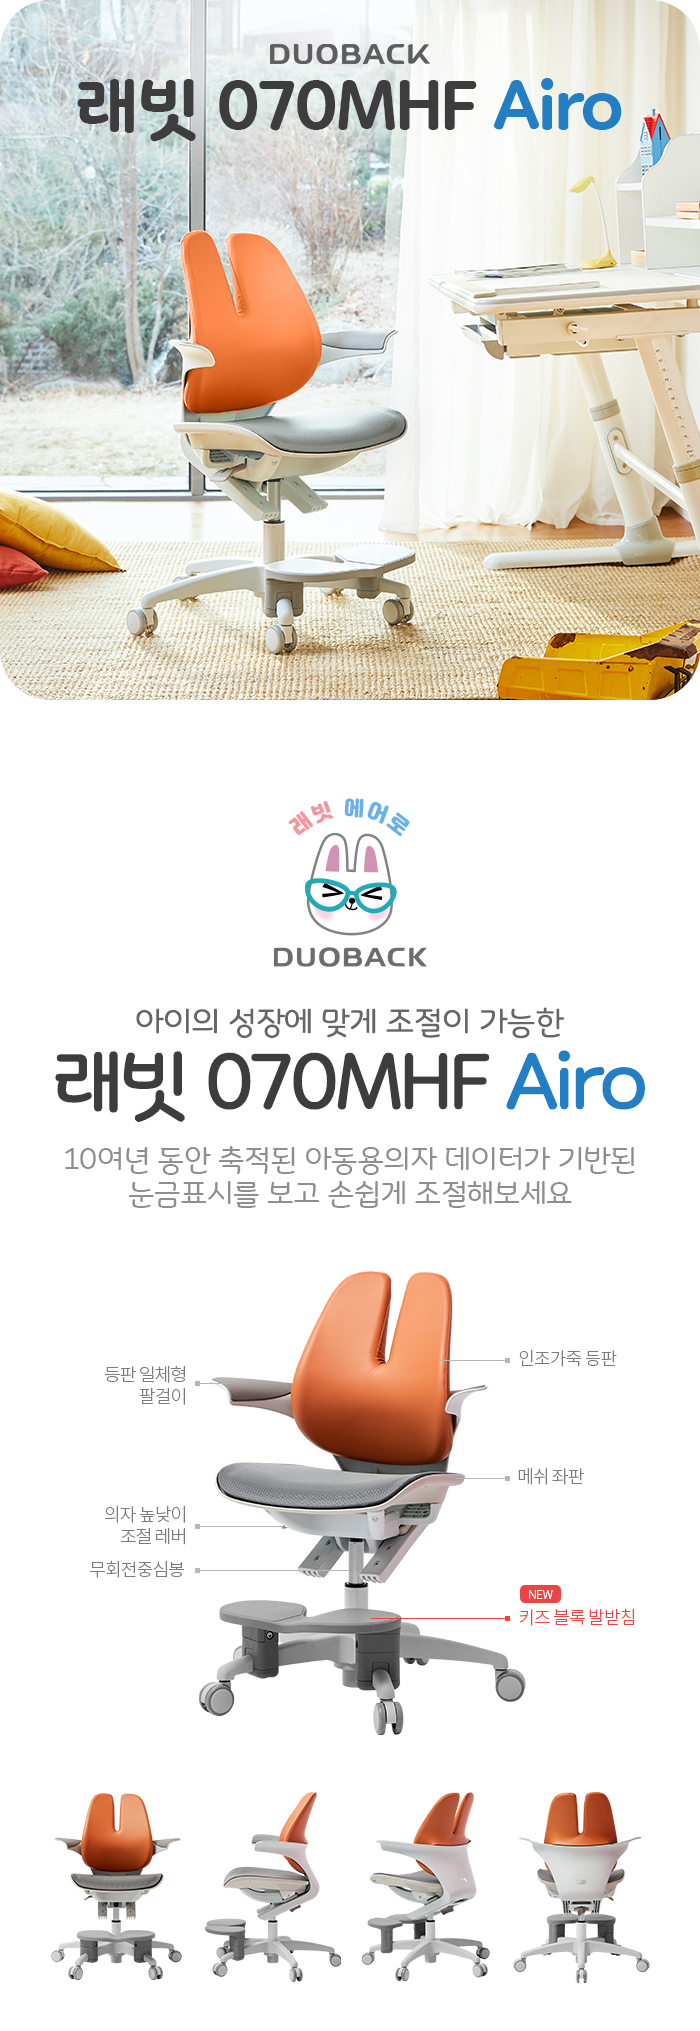 DUOBACK
래빗 070MHF Airo
래빗 에어로
DUOBACK
아이의 성장에 맞게 조절이 가능한
래빗 070MHF Airo
10여년 동안 축적된 아동용의자 데이터가 기반된
눈금표시를 보고 손쉽게 조절해보세요
등판 일체형
팔걸이
인조가죽 등판
메쉬 좌판
의자 높낮이
조절 레버
무회전중심봉
NEW
키즈 블록 발받침